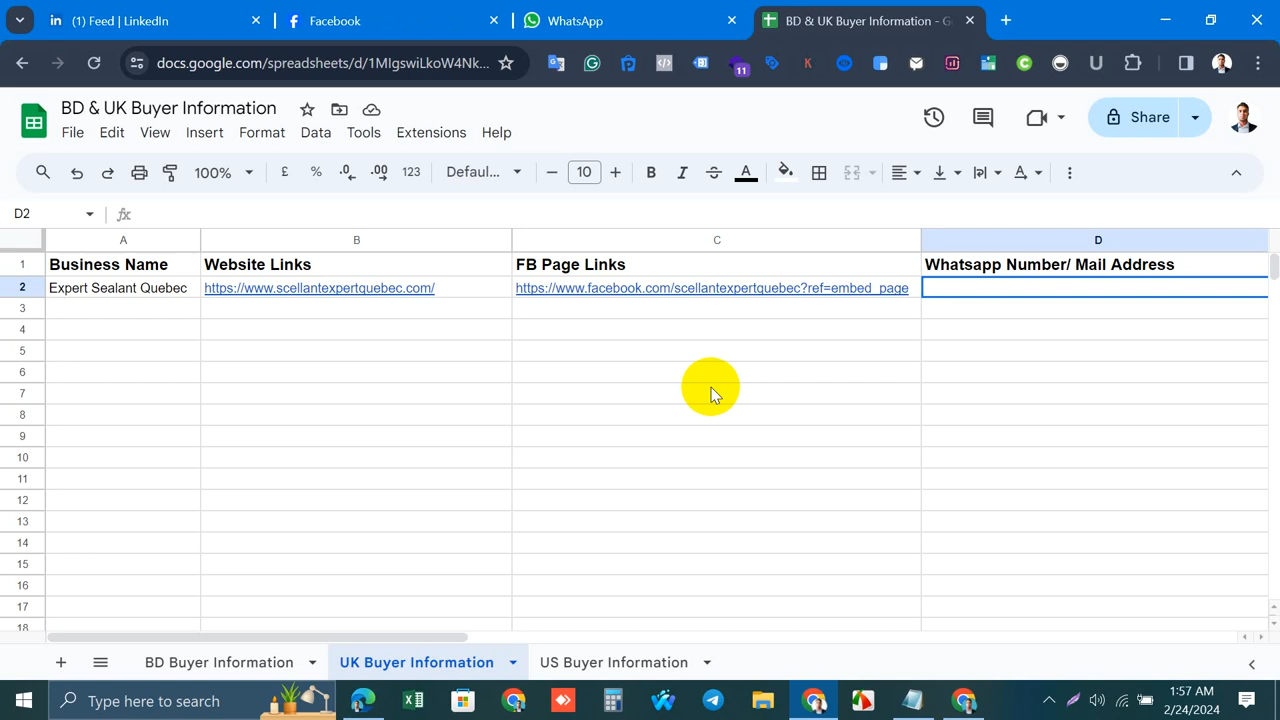 (1) Feed | LinkedIn
Facebook
WhatsApp
BD & UK Buyer Information - G
docs.google.com/spreadsheets/d/1MIgswiLkoW4Nk...
11
BD & UK Buyer Information
File Edit View Insert Format Data Tools Extensions Help
Share
100% £ % .0 .00 123 Defaul... 10 B I S A
D2 fx
A B C D
1 Business Name Website Links FB Page Links Whatsapp Number/ Mail Address
2 Expert Sealant Quebec https://www.scellantexpertquebec.com/ https://www.facebook.com/scellantexpertquebec?ref=embed_page
3
4
5
6
7
8
9
10
11
12
13
14
15
16
17
18
BD Buyer Information UK Buyer Information US Buyer Information
Type here to search
1:57 AM
2/24/2024